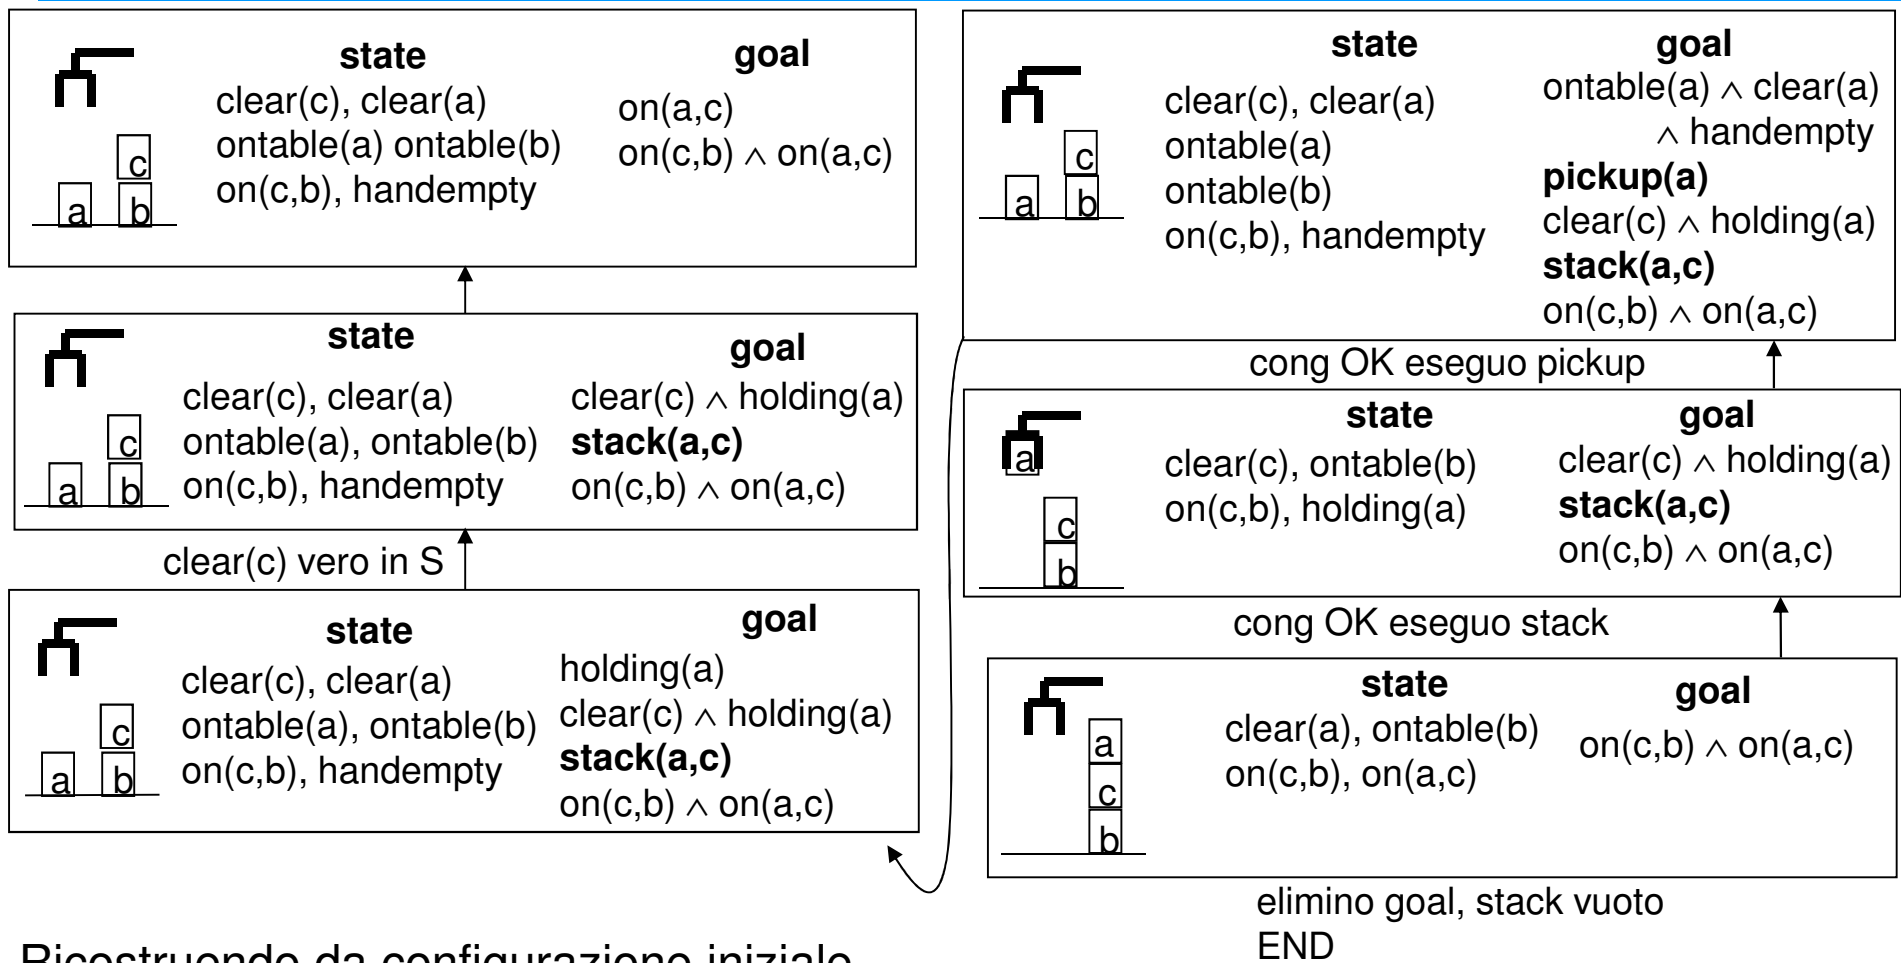 state
goal
clear(c), clear(a)
ontable(a) ontable(b)
on(c,b), handempty
on(a,c)
on(c,b) ∧ on(a,c)
c
a
b
state
goal
clear(c), clear(a)
ontable(a), ontable(b)
on(c,b), handempty
clear(c) ∧ holding(a)
stack(a,c)
on(c,b) ∧ on(a,c)
c
a
b
clear(c) vero in S
state
goal
clear(c), clear(a)
ontable(a), ontable(b)
on(c,b), handempty
holding(a)
clear(c) ∧ holding(a)
stack(a,c)
on(c,b) ∧ on(a,c)
c
a
b
state
goal
clear(c), clear(a)
ontable(a)
ontable(b)
on(c,b), handempty
ontable(a) ∧ clear(a)
∧ handempty
pickup(a)
clear(c) ∧ holding(a)
stack(a,c)
on(c,b) ∧ on(a,c)
c
a
b
cong OK eseguo pickup
state
goal
clear(c), ontable(b)
on(c,b), holding(a)
clear(c) ∧ holding(a)
stack(a,c)
on(c,b) ∧ on(a,c)
a
c
b
cong OK eseguo stack
state
goal
clear(a), ontable(b)
on(c,b), on(a,c)
on(c,b) ∧ on(a,c)
a
c
b
elimino goal, stack vuoto
END
Ricostruendo da configurazione iniziale